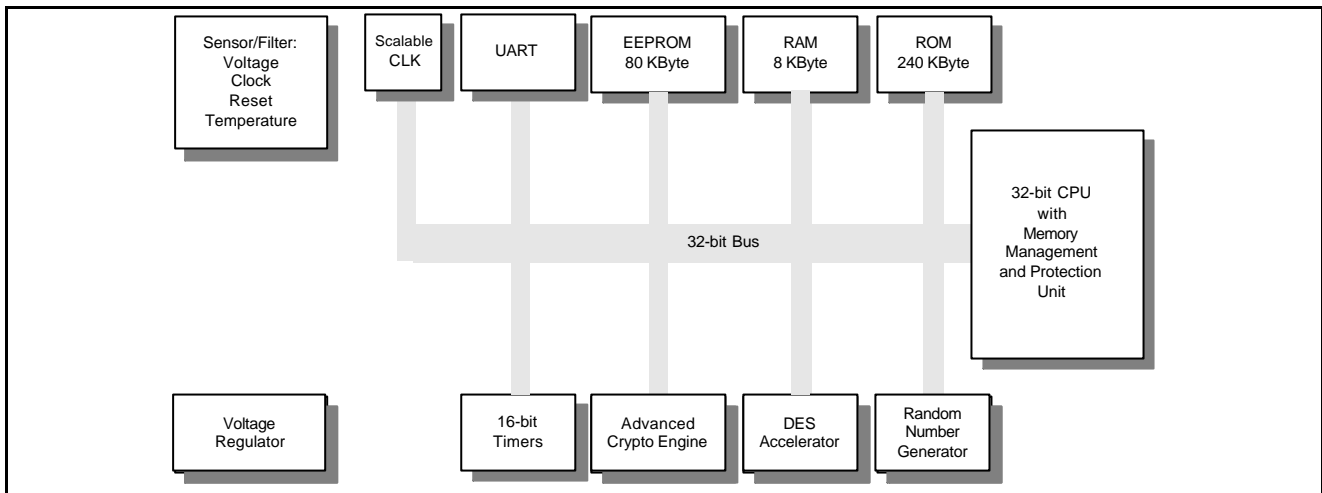 Sensor/Filter:
Voltage
Clock
Reset
Temperature
Scalable
CLK
UART
EEPROM
80 KByte
RAM
8 KByte
ROM
240 KByte
32-bit CPU
with
Memory
Management
and Protection
Unit
32-bit Bus
Voltage
Regulator
16-bit
Timers
Advanced
Crypto Engine
DES
Accelerator
Random
Number
Generator